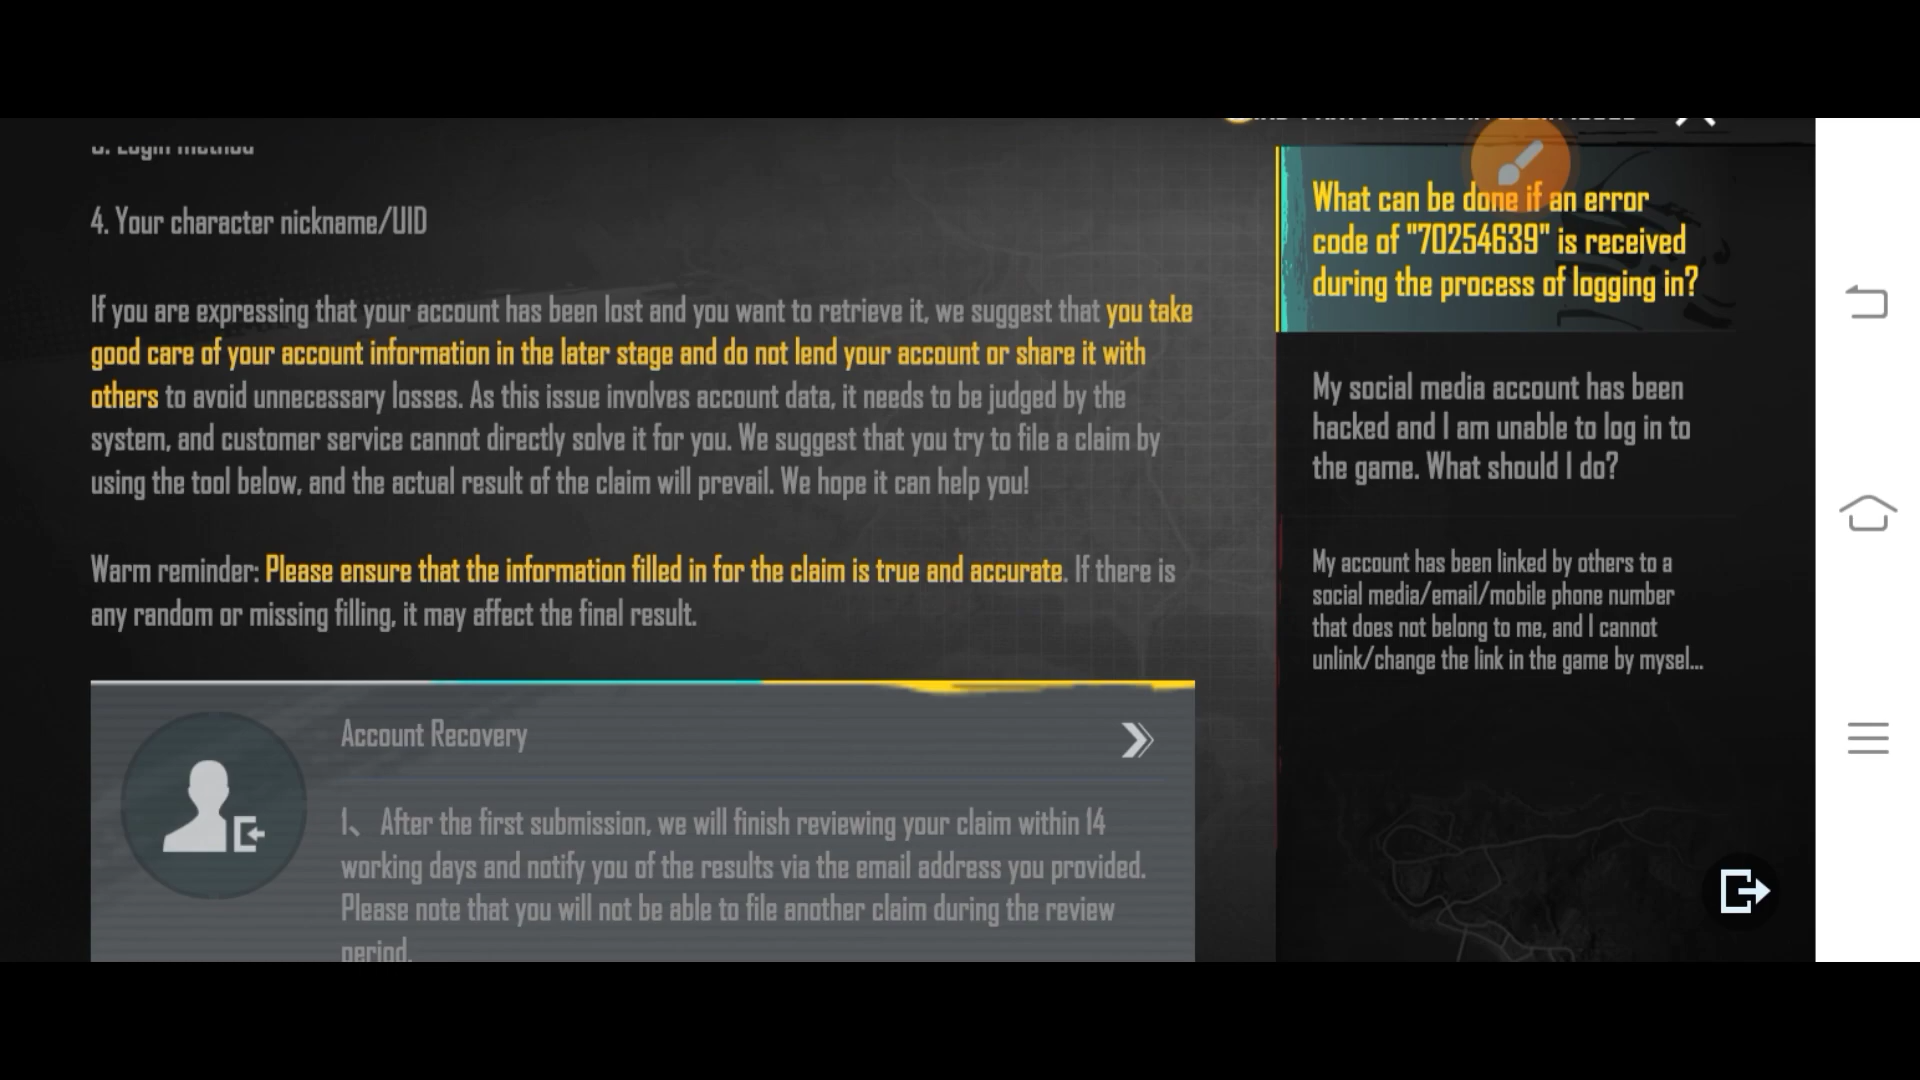 3. Login method
4. Your character nickname/UID
If you are expressing that your account has been lost and you want to retrieve it, we suggest that you take
good care of your account information in the later stage and do not lend your account or share it with
others to avoid unnecessary losses. As this issue involves account data, it needs to be judged by the
system, and customer service cannot directly solve it for you. We suggest that you try to file a claim by
using the tool below, and the actual result of the claim will prevail. We hope it can help you!
Warm reminder: Please ensure that the information filled in for the claim is true and accurate. If there is
any random or missing filling, it may affect the final result.
Account Recovery
1、 After the first submission, we will finish reviewing your claim within 14
working days and notify you of the results via the email address you provided.
Please note that you will not be able to file another claim during the review
period.
What can be done if an error
code of "70254639" is received
during the process of logging in?
My social media account has been
hacked and I am unable to log in to
the game. What should I do?
My account has been linked by others to a
social media/email/mobile phone number
that does not belong to me, and I cannot
unlink/change the link in the game by mysel...